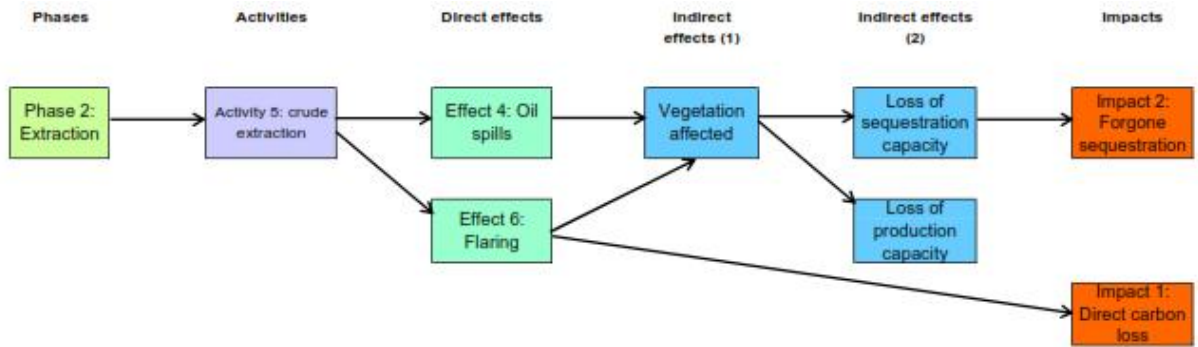 Phases
Activities
Direct effects
Indirect
effects (1)
Indirect effects
(2)
Impacts
Phase 2:
Extraction
Activity 5: crude
extraction
Effect 4: Oil
spills
Vegetation
affected
Loss of
sequestration
capacity
Impact 2:
Forgone
sequestration
Effect 6:
Flaring
Loss of
production
capacity
Impact 1:
Direct carbon
loss